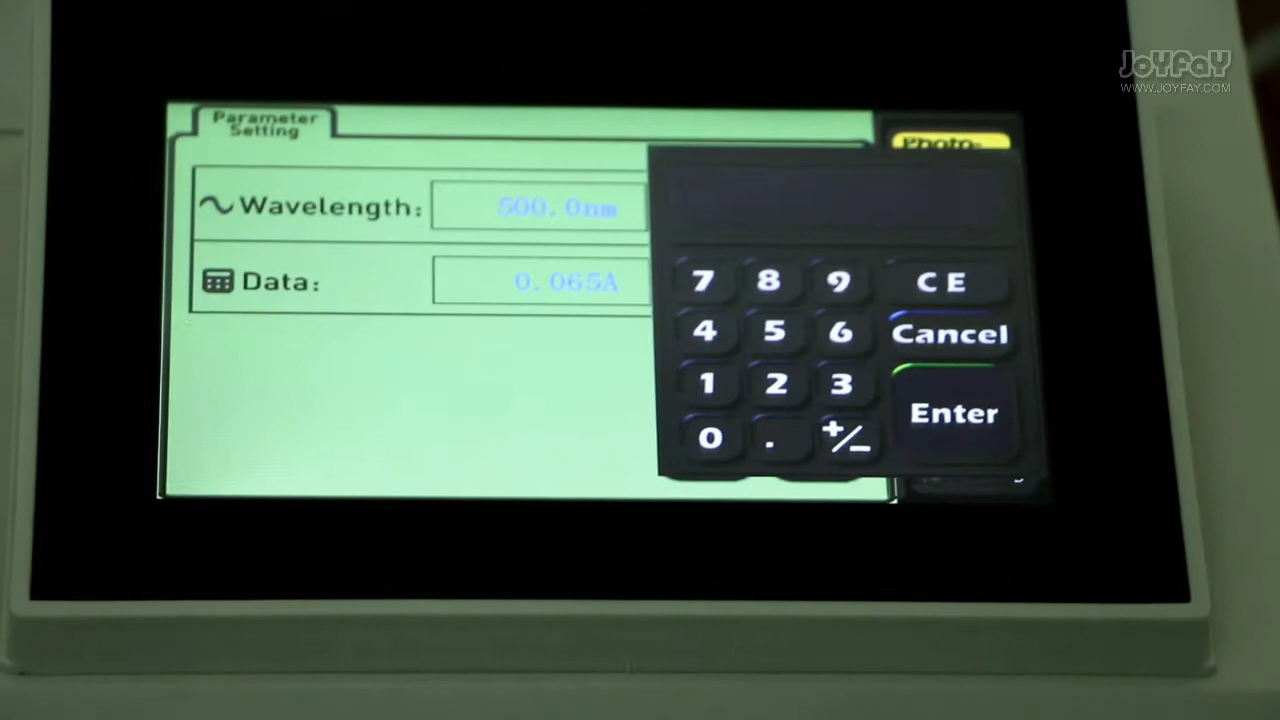 JOYFAY
WWW.JOYFAY.COM
Parameter
Setting
Photo-
Wavelength: 500.0nm
Data: 0.065A
7 8 9 CE
4 5 6 Cancel
1 2 3 Enter
0 . +/-